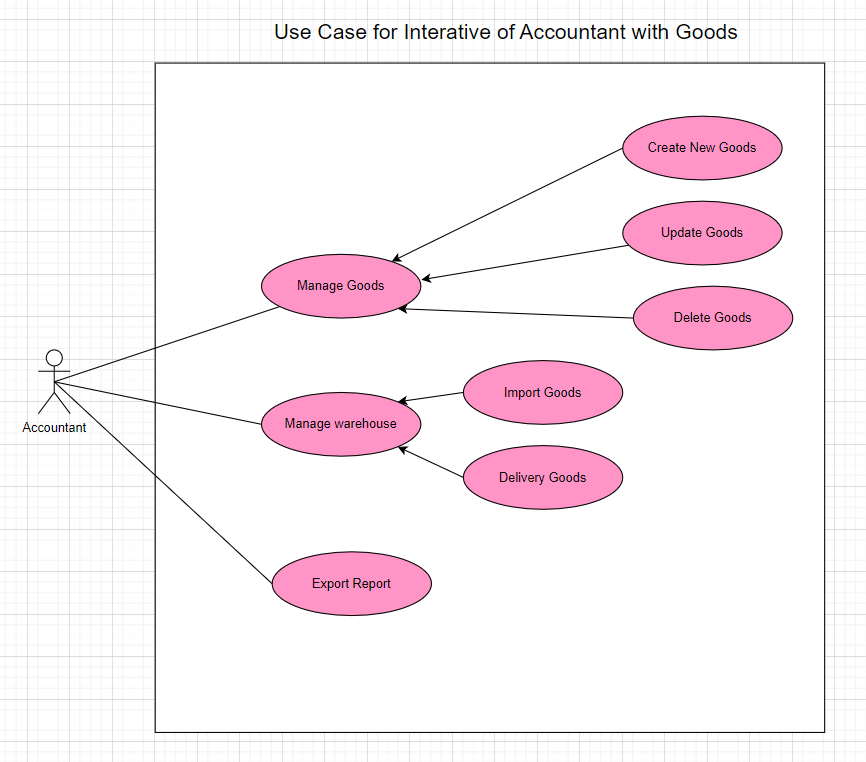 Use Case for Interative of Accountant with Goods
Create New Goods
Update Goods
Manage Goods
Delete Goods
Import Goods
Accountant
Manage warehouse
Delivery Goods
Export Report